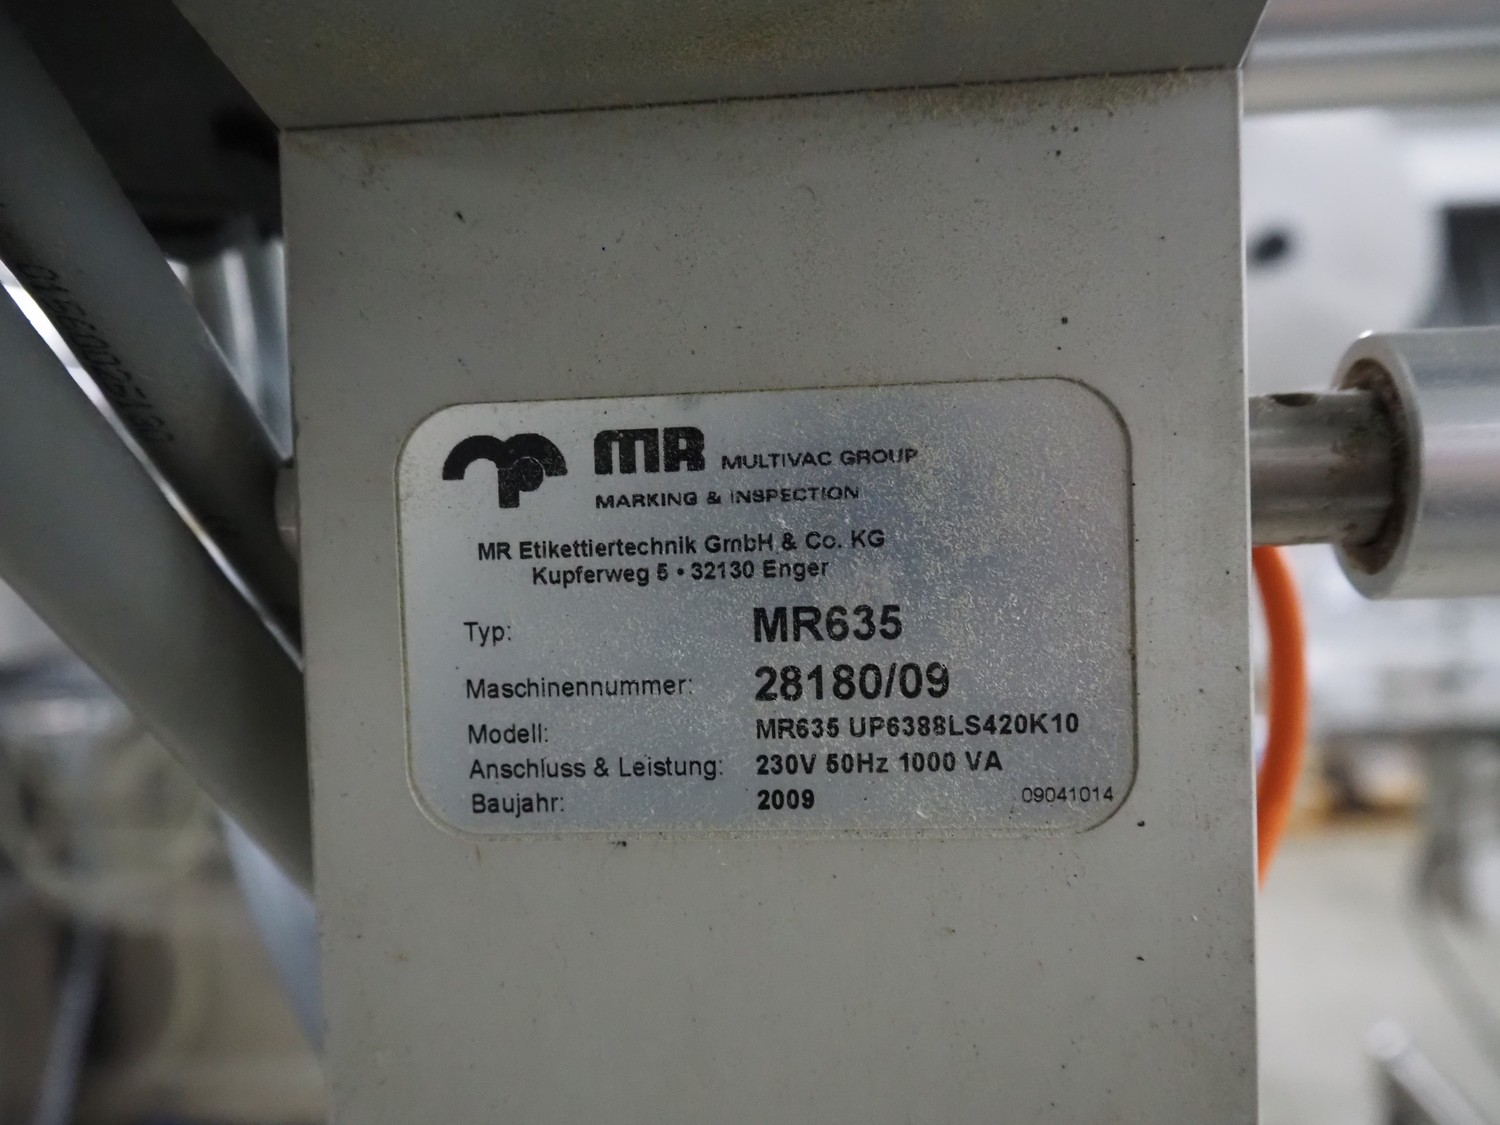 MR MULTIVAC GROUP
MARKING & INSPECTION
MR Etikettiertechnik GmbH & Co. KG
Kupferweg 5 • 32130 Enger
Typ: MR635
Maschinennummer: 28180/09
Modell: MR635 UP6388LS420K10
Anschluss & Leistung: 230V 50Hz 1000 VA
Baujahr: 2009 09041014